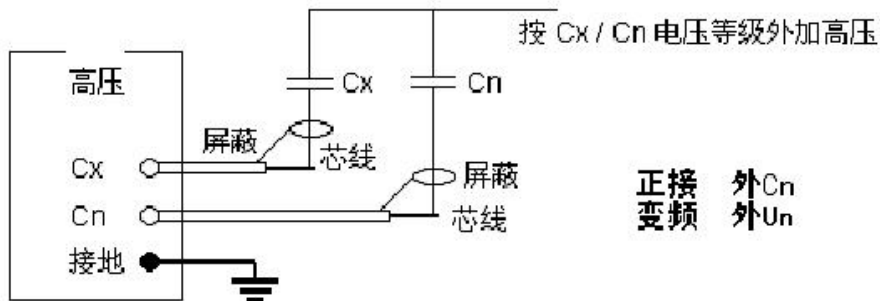 按 Cx / Cn 电压等级外加高压
高压
Cx
Cn
屏蔽
芯线
Cx
屏蔽
正接 外Cn
Cn
芯线
变频 外Un
接地